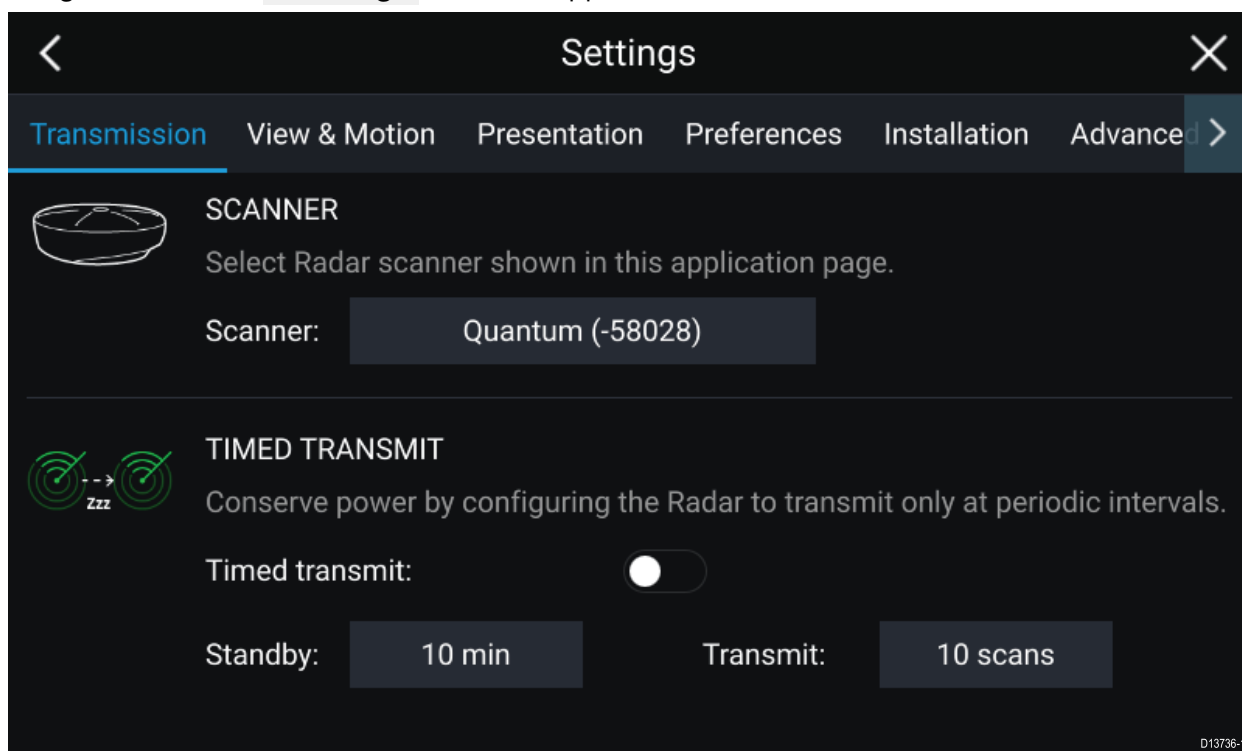 Settings
Transmission View & Motion Presentation Preferences Installation Advanced
SCANNER
Select Radar scanner shown in this application page.
Scanner: Quantum (-58028)
TIMED TRANSMIT
Zzz
Conserve power by configuring the Radar to transmit only at periodic intervals.
Timed transmit:
Standby: 10 min Transmit: 10 scans